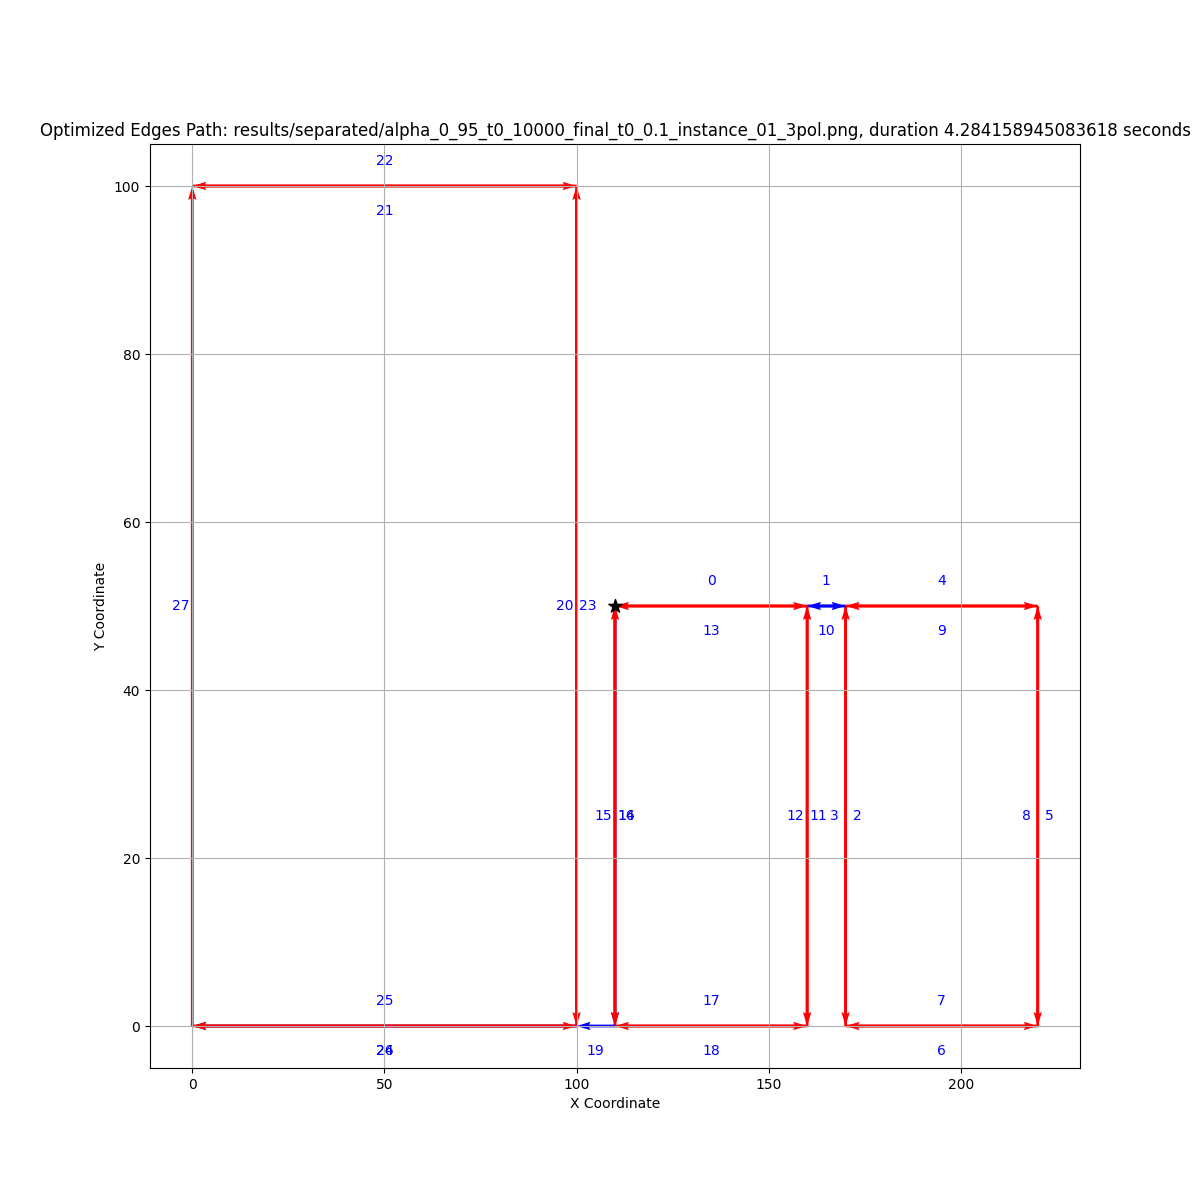 Optimized Edges Path: results/separated/alpha_0_95_t0_10000_final_t0_0.1_instance_01_3pol.png, duration 4.284158945083618 seconds
22
100
21
80
60
0 1 4
27 20 23
13 10 9
Y Coordinate
40
15 16 12 11 3 2 8 5
20
25 17 7
0
19 18 6
0 50 100 150 200
X Coordinate